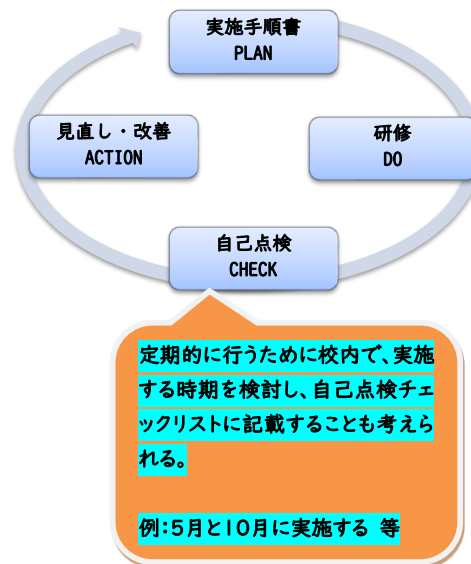 実施手順書
PLAN
見直し・改善
ACTION
研修
DO
自己点検
CHECK
定期的に行うために校内で、実施
する時期を検討し、自己点検チェ
ックリストに記載することも考えら
れる。
例：5月と10月に実施する 等